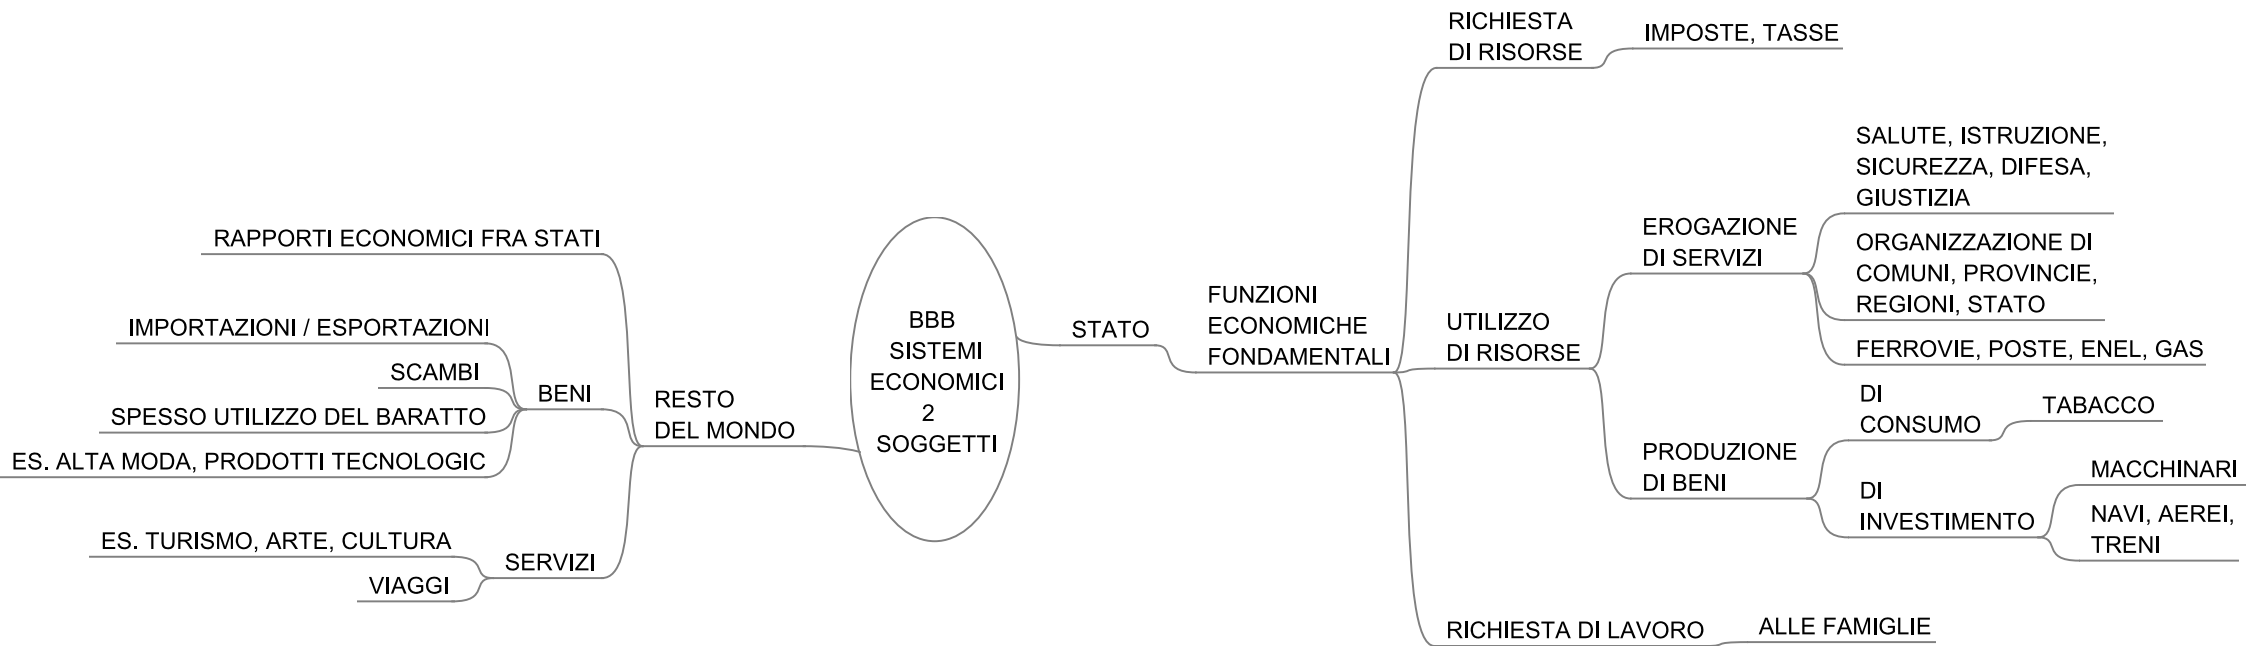 BBB
SISTEMI
ECONOMICI
2
SOGGETTI
STATO
FUNZIONI
ECONOMICHE
FONDAMENTALI
RICHIESTA
DI RISORSE
IMPOSTE, TASSE
UTILIZZO
DI RISORSE
EROGAZIONE
DI SERVIZI
SALUTE, ISTRUZIONE,
SICUREZZA, DIFESA,
GIUSTIZIA
ORGANIZZAZIONE DI
COMUNI, PROVINCIE,
REGIONI, STATO
FERROVIE, POSTE, ENEL, GAS
PRODUZIONE
DI BENI
DI
CONSUMO
TABACCO
DI
INVESTIMENTO
MACCHINARI
NAVI, AEREI,
TRENI
RICHIESTA DI LAVORO
ALLE FAMIGLIE
RESTO
DEL MONDO
RAPPORTI ECONOMICI FRA STATI
BENI
IMPORTAZIONI / ESPORTAZIONI
SCAMBI
SPESSO UTILIZZO DEL BARATTO
ES. ALTA MODA, PRODOTTI TECNOLOGIC
SERVIZI
ES. TURISMO, ARTE, CULTURA
VIAGGI